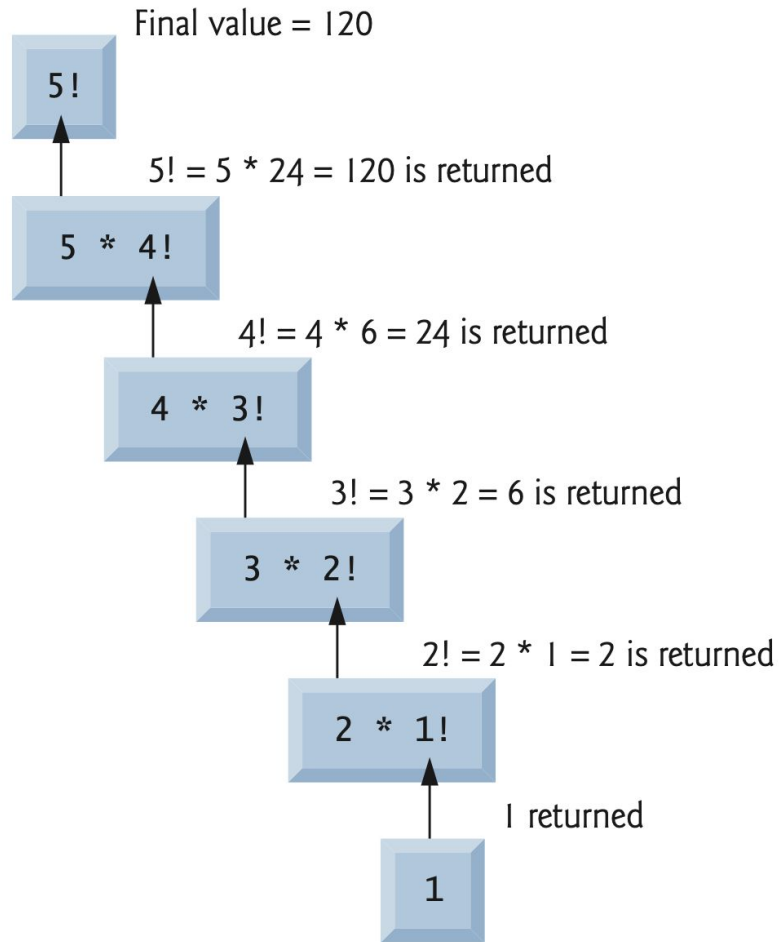 Final value = 120
5!
5! = 5 * 24 = 120 is returned
5 * 4!
4! = 4 * 6 = 24 is returned
4 * 3!
3! = 3 * 2 = 6 is returned
3 * 2!
2! = 2 * 1 = 2 is returned
2 * 1!
1 returned
1